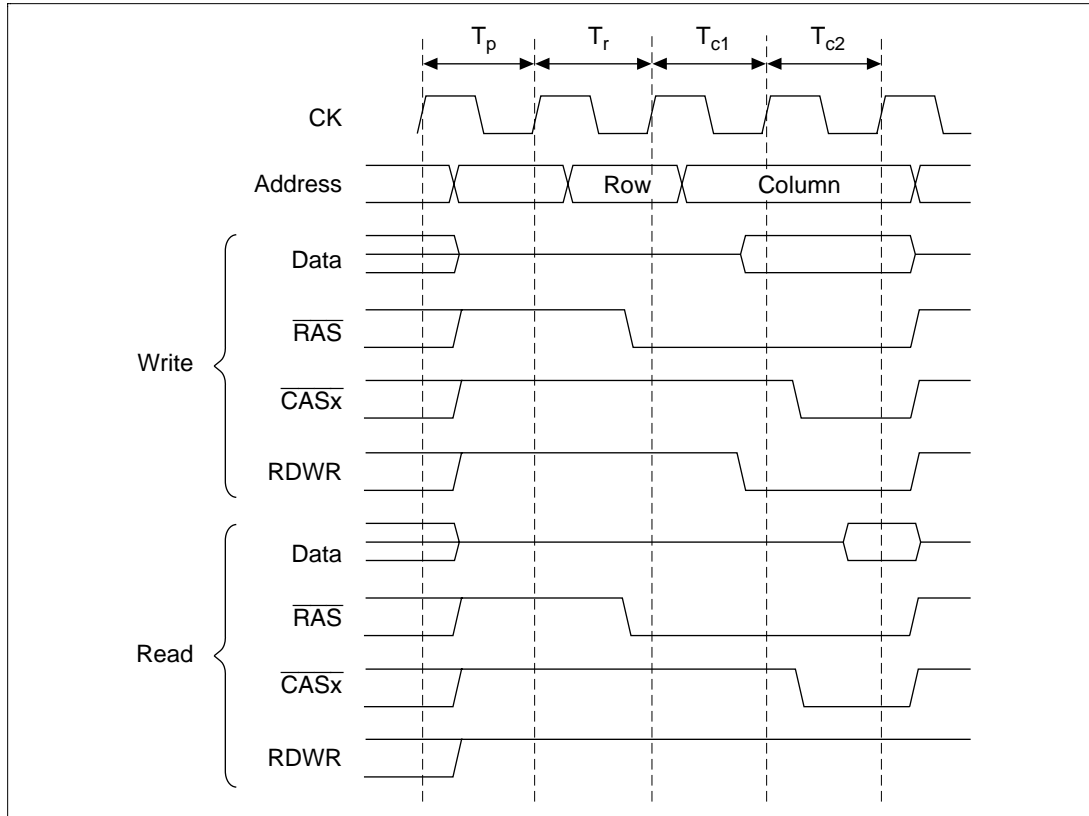 Tp Tr Tc1 Tc2
CK
Address Row Column
Data
RAS
Write
CASx
RDWR
Data
RAS
Read
CASx
RDWR